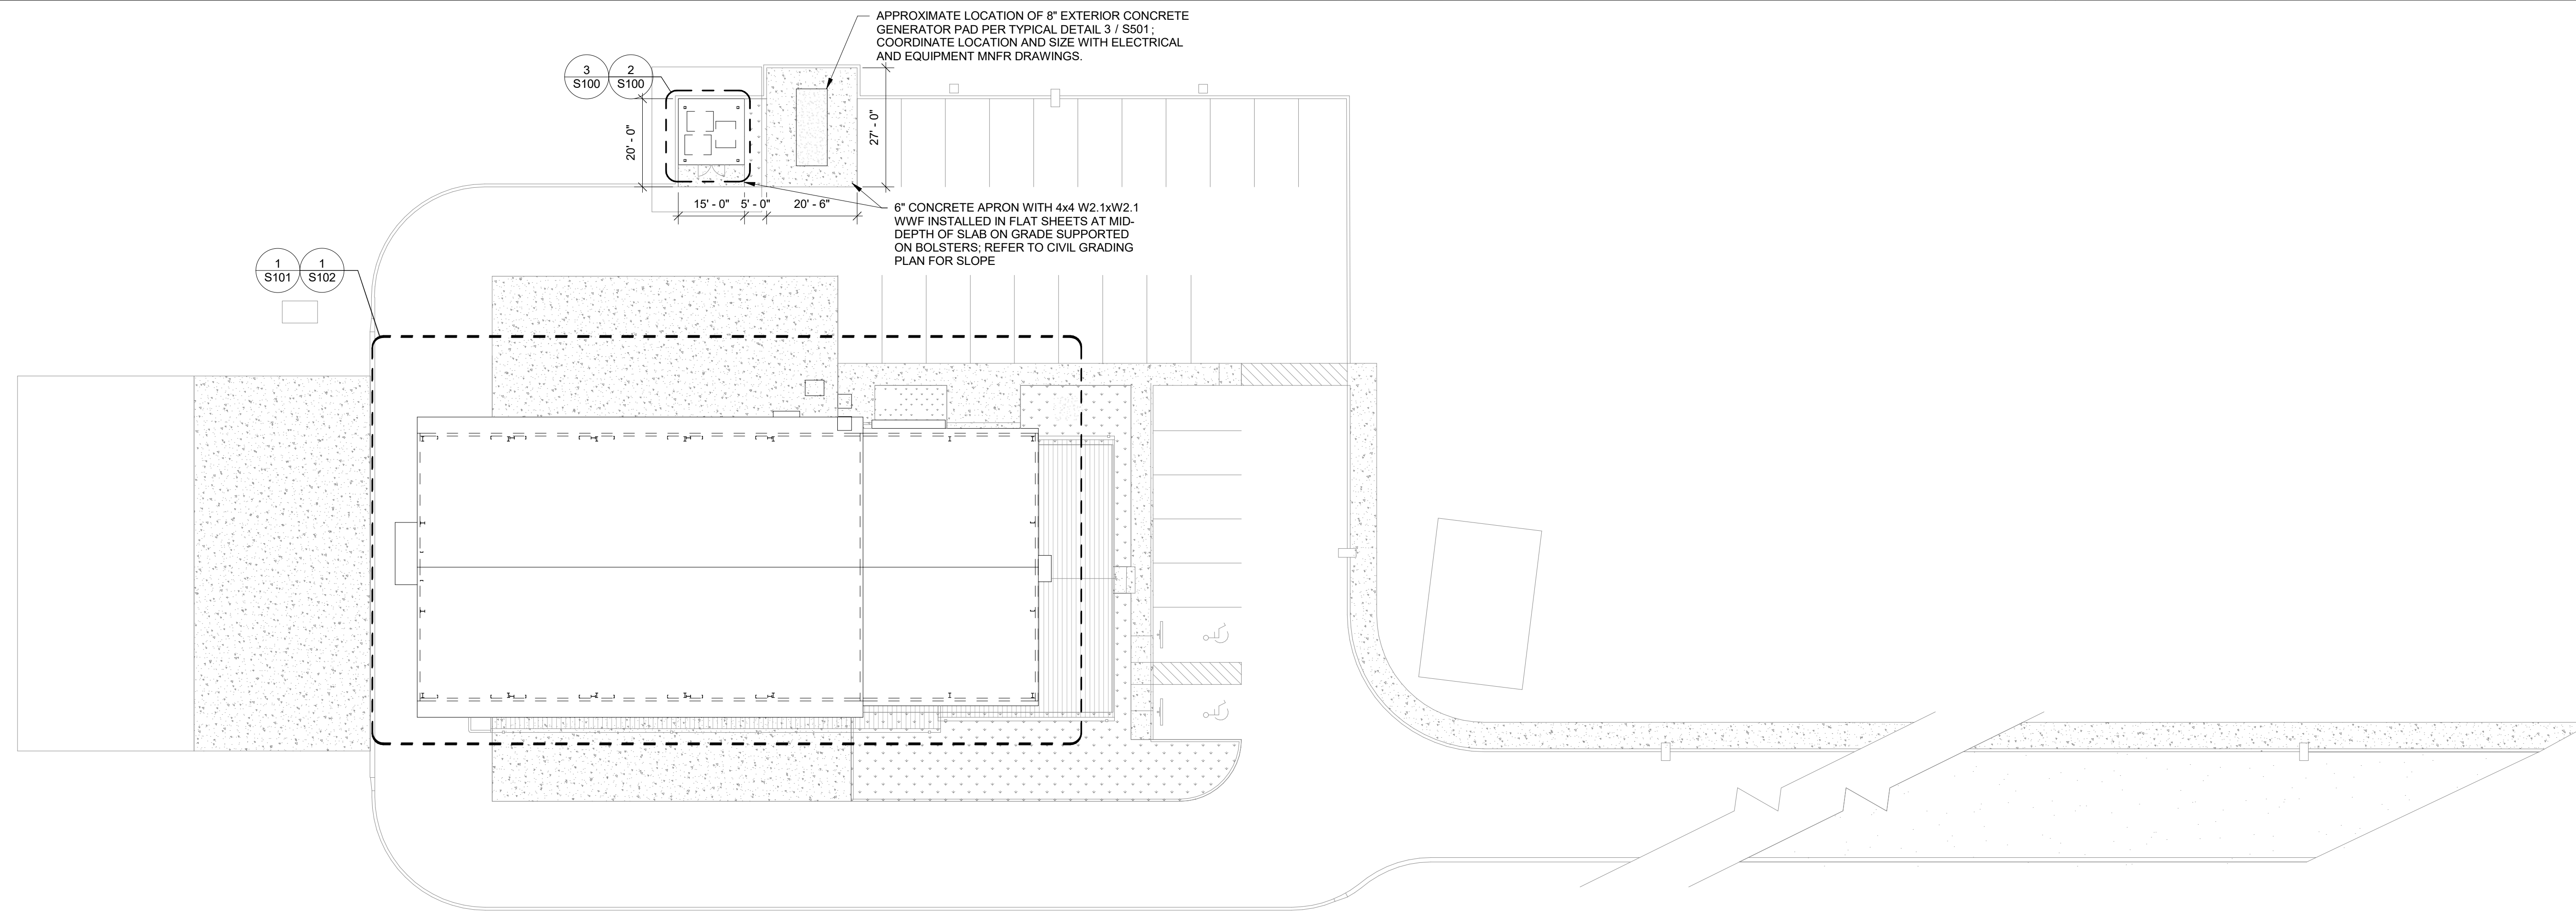 APPROXIMATE LOCATION OF 8" EXTERIOR CONCRETE
GENERATOR PAD PER TYPICAL DETAIL 3 / S501;
COORDINATE LOCATION AND SIZE WITH ELECTRICAL
AND EQUIPMENT MNFR DRAWINGS.
3
S100
2
S100
20' - 0"
27' - 0"
15' - 0"
5' - 0"
20' - 6"
6" CONCRETE APRON WITH 4x4 W2.1xW2.1
WWF INSTALLED IN FLAT SHEETS AT MID-
DEPTH OF SLAB ON GRADE SUPPORTED
ON BOLSTERS; REFER TO CIVIL GRADING
PLAN FOR SLOPE
1
S101
1
S102